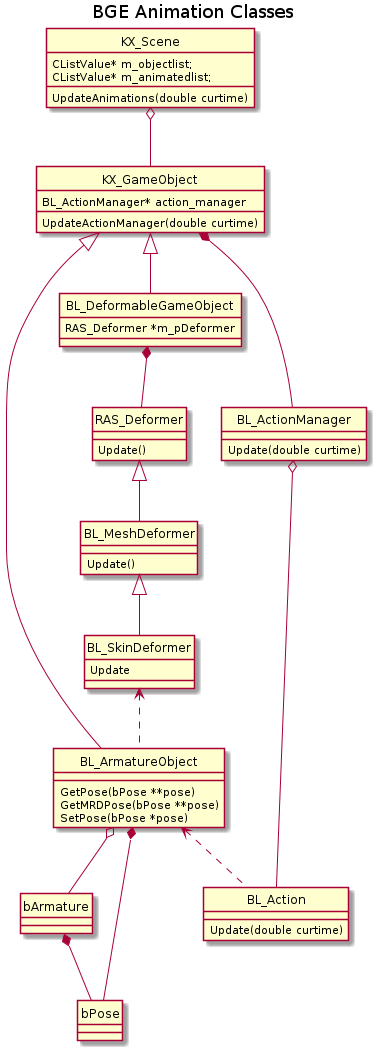 BGE Animation Classes
KX_Scene
CListValue* m_objectlist;
CListValue* m_animatedlist;
UpdateAnimations(double curtime)
KX_GameObject
BL_ActionManager* action_manager
UpdateActionManager(double curtime)
BL_DeformableGameObject
RAS_Deformer *m_pDeformer
RAS_Deformer
Update()
BL_ActionManager
Update(double curtime)
BL_MeshDeformer
Update()
BL_SkinDeformer
Update
BL_ArmatureObject
GetPose(bPose **pose)
GetMRDPose(bPose **pose)
SetPose(bPose *pose)
bArmature
BL_Action
Update(double curtime)
bPose